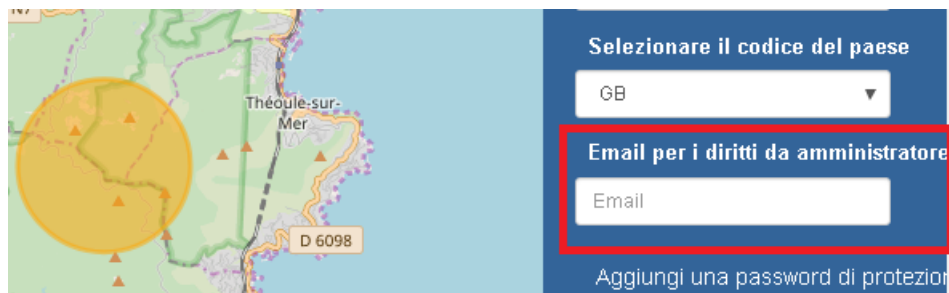 N7
Théoule-sur-
Mer
D 6098
Selezionare il codice del paese
GB
Email per i diritti da amministratore
Email
Aggiungi una password di protezion